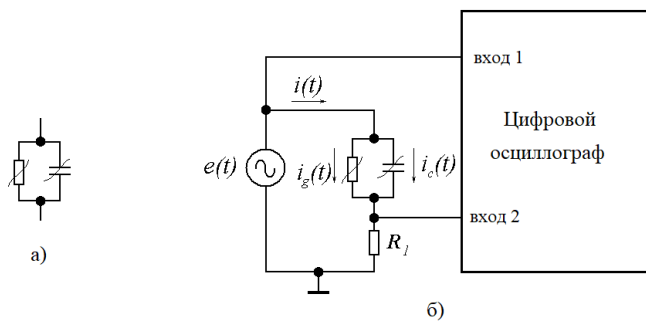 вход 1
i(t)
Цифровой
осциллограф
e(t)
i_g(t)
i_c(t)
вход 2
R_1
а)
б)